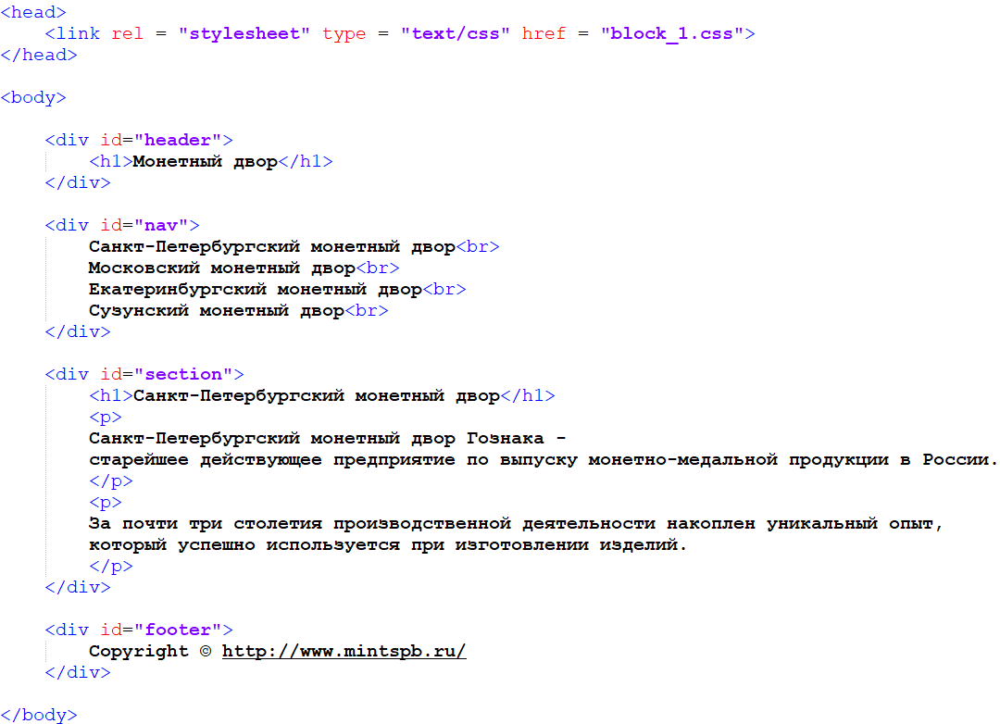 <head>
    <link rel = "stylesheet" type = "text/css" href = "block_1.css">
</head>

<body>

    <div id="header">
        <h1>Монетный двор</h1>
    </div>

    <div id="nav">
        Санкт-Петербургский монетный двор<br>
        Московский монетный двор<br>
        Екатеринбургский монетный двор<br>
        Сузунский монетный двор<br>
    </div>

    <div id="section">
        <h1>Санкт-Петербургский монетный двор</h1>
        <p>
        Санкт-Петербургский монетный двор Гознака -
        старейшее действующее предприятие по выпуску монетно-медальной продукции в России.
        </p>
        <p>
        За почти три столетия производственной деятельности накоплен уникальный опыт,
        который успешно используется при изготовлении изделий.
        </p>
    </div>

    <div id="footer">
        Copyright © http://www.mintspb.ru/
    </div>

</body>